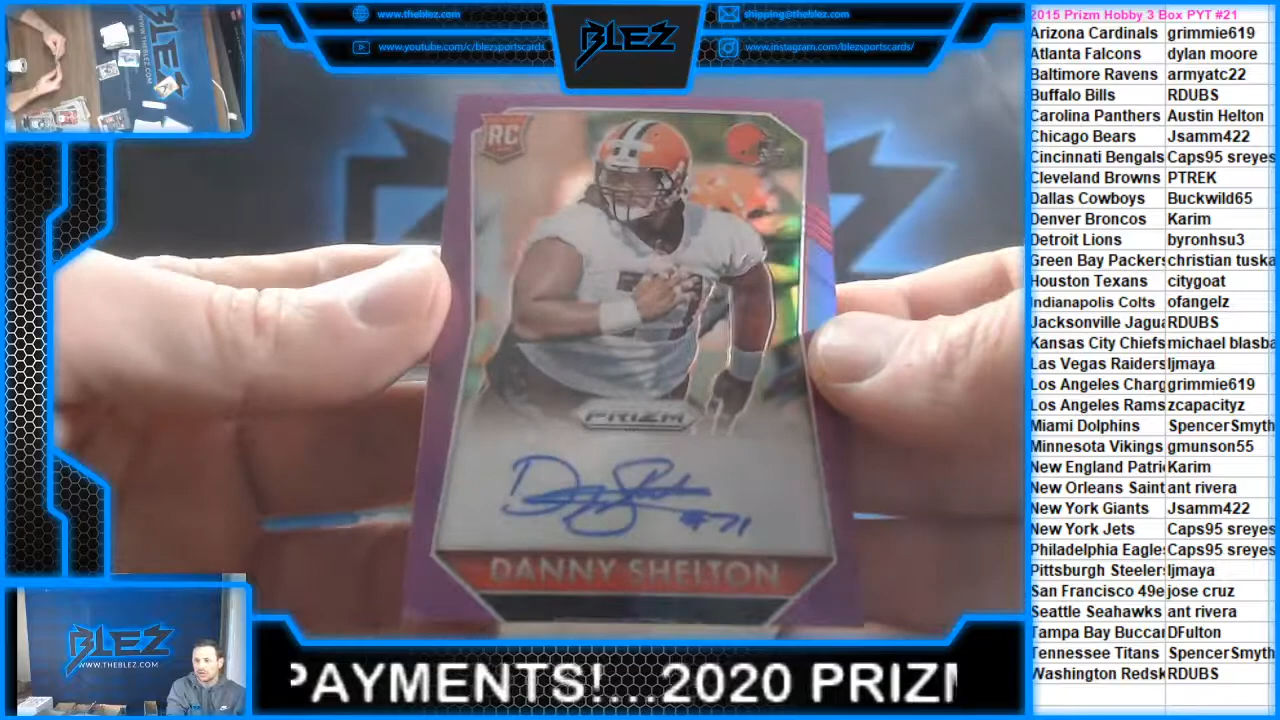 www.theblez.com
www.youtube.com/c/blezsportscards
BLEZ
shipping@theblez.com
www.instagram.com/blezsportscards/
RC
PRIZM
#71
DANNY SHELTON
BLEZ
WWW.THEBLEZ.COM
PAYMENTS!...2020 PRIZM
2015 Prizm Hobby 3 Box PYT #21
Arizona Cardinals grimmie619
Atlanta Falcons dylan moore
Baltimore Ravens armyatc22
Buffalo Bills RDUBS
Carolina Panthers Austin Helton
Chicago Bears Jsamm422
Cincinnati Bengals Caps95 sreyes
Cleveland Browns PTREK
Dallas Cowboys Buckwild65
Denver Broncos Karim
Detroit Lions byronhsu3
Green Bay Packers christian tuska
Houston Texans citygoat
Indianapolis Colts ofangelz
Jacksonville Jagua RDUBS
Kansas City Chiefs michael blasba
Las Vegas Raiders ljmaya
Los Angeles Charg grimmie619
Los Angeles Rams zcapacityz
Miami Dolphins SpencerSmyth
Minnesota Vikings gmunson55
New England Patri Karim
New Orleans Saint ant rivera
New York Giants Jsamm422
New York Jets Caps95 sreyes
Philadelphia Eagle Caps95 sreyes
Pittsburgh Steeler ljmaya
San Francisco 49e jose cruz
Seattle Seahawks ant rivera
Tampa Bay Buccar DFulton
Tennessee Titans SpencerSmyth
Washington Redsk RDUBS